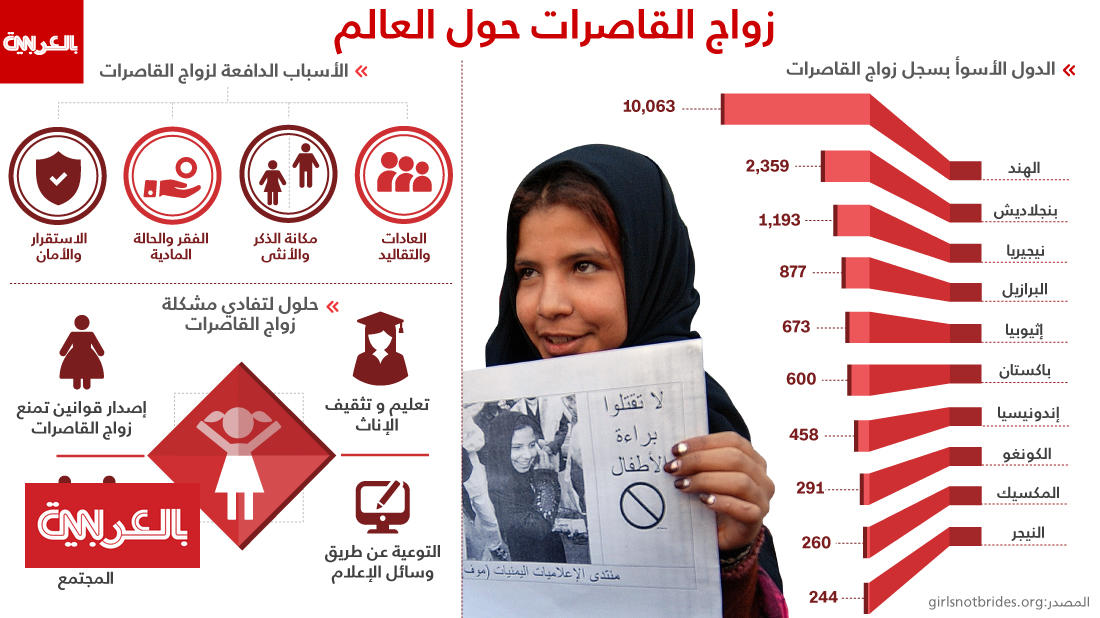 زواج القاصرات حول العالم
CNN بالعربية
الدول الأسوأ بسجل زواج القاصرات
الهند
10,063
بنجلاديش
2,359
نيجيريا
1,193
البرازيل
877
إثيوبيا
673
باكستان
600
إندونيسيا
458
الكونغو
291
المكسيك
260
النيجر
244
المصدر:girlsnotbrides.org
لا تقتلوا
براءة
الأطفال
منتدى الإعلاميات اليمنيات (موف
الأسباب الدافعة لزواج القاصرات
العادات
والتقاليد
مكانة الذكر
والأنثى
الفقر والحالة
المادية
الاستقرار
والأمان
حلول لتفادي مشكلة
زواج القاصرات
تعليم و تثقيف
الإناث
إصدار قوانين تمنع
زواج القاصرات
التوعية عن طريق
وسائل الإعلام
CNN بالعربية
المجتمع